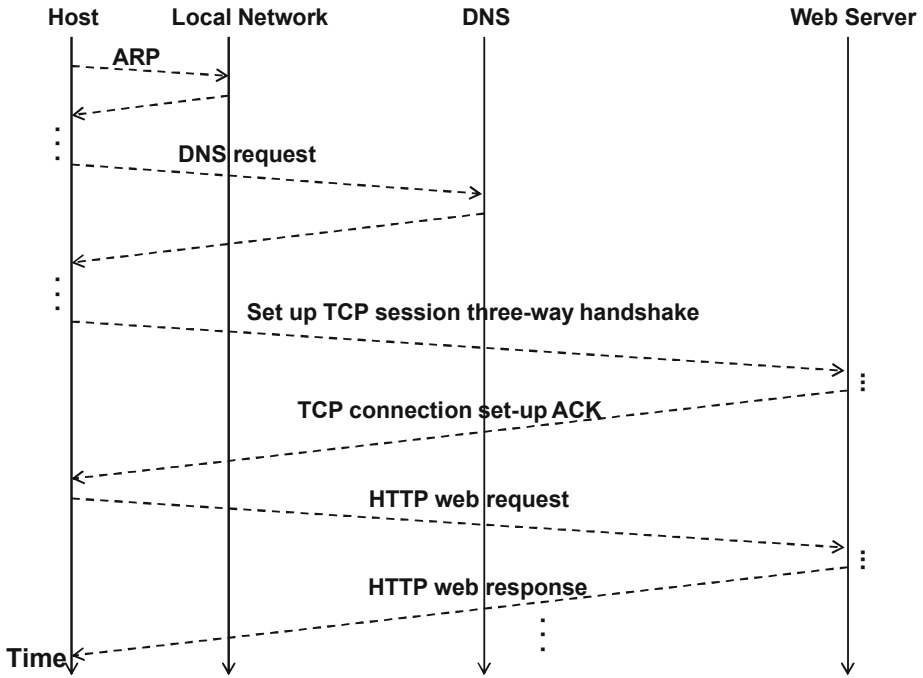 Host Local Network DNS Web Server
ARP
DNS request
Set up TCP session three-way handshake
TCP connection set-up ACK
HTTP web request
HTTP web response
Time